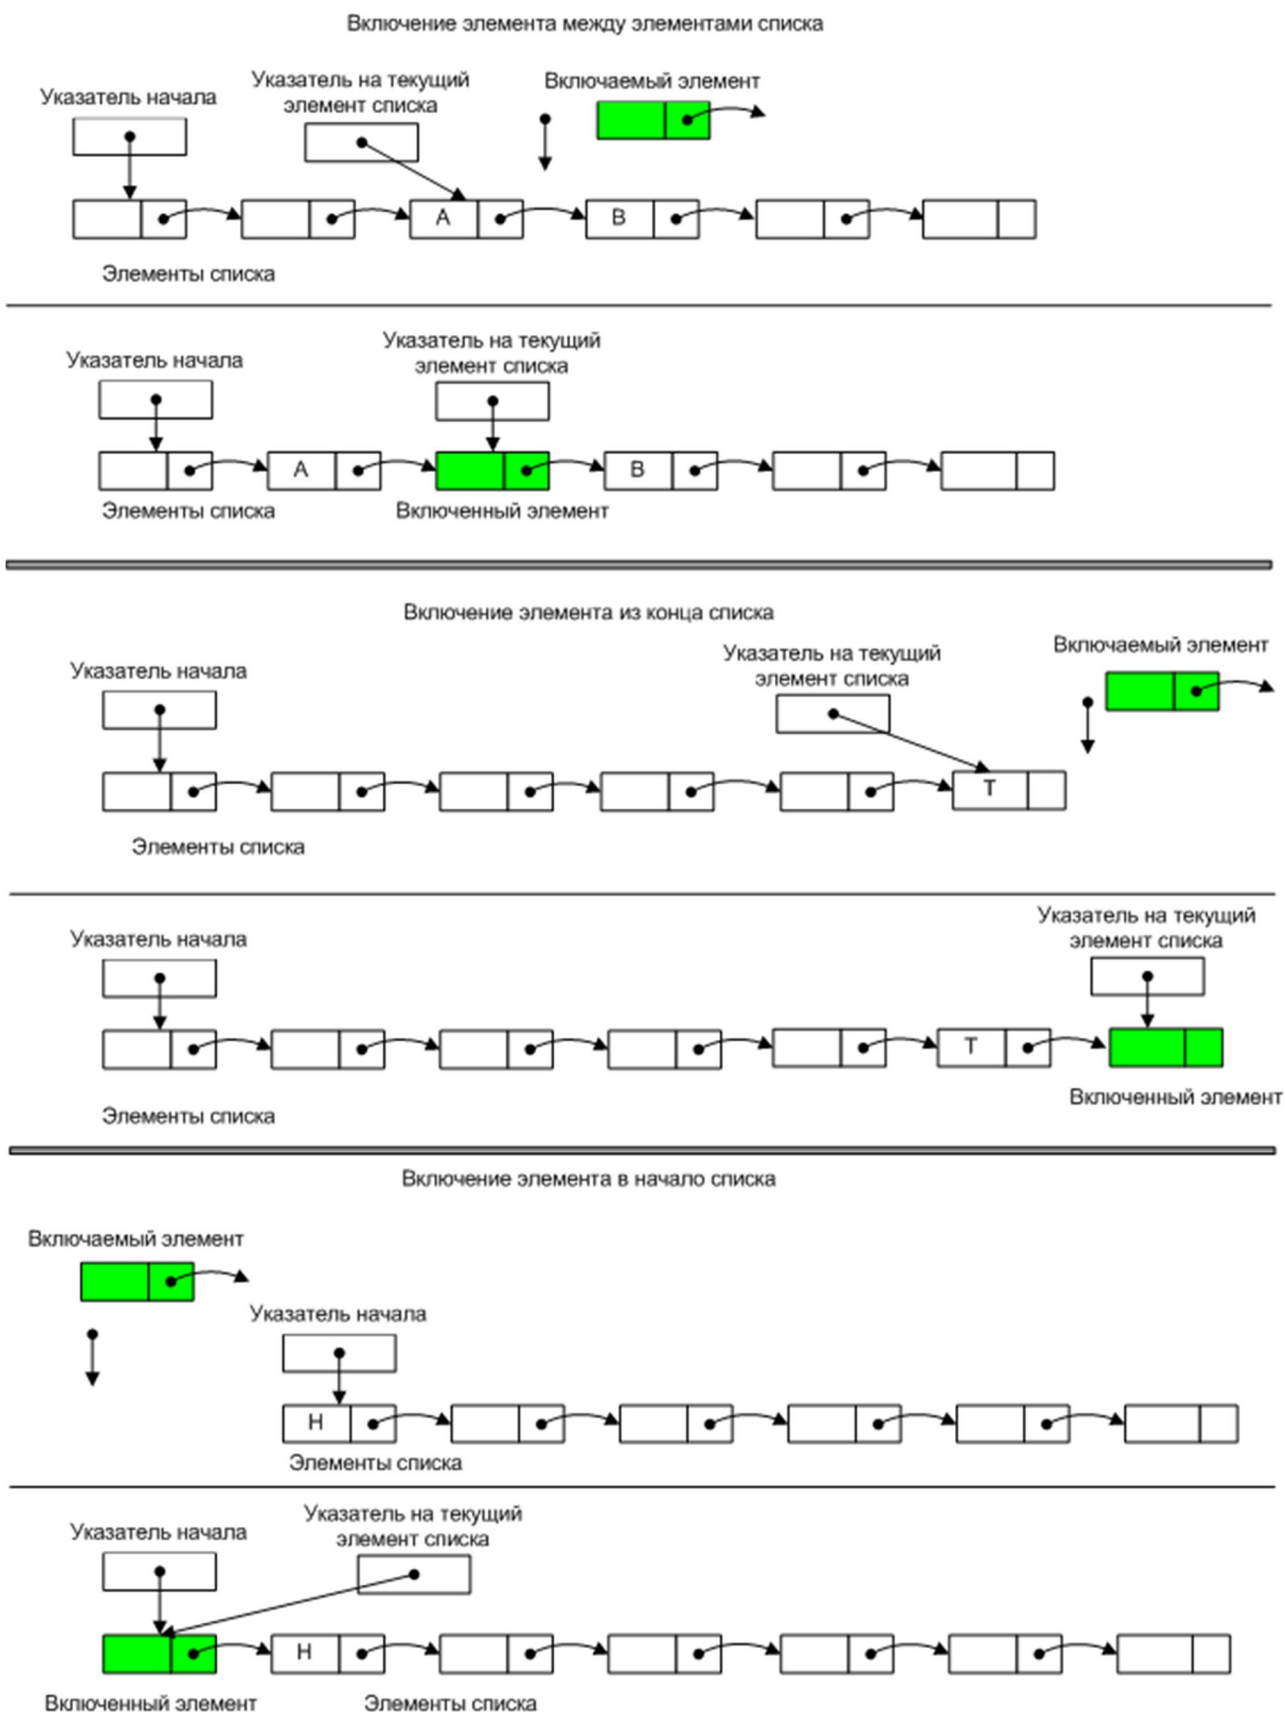 Включение элемента между элементами списка
Указатель начала
Указатель на текущий
элемент списка
Включаемый элемент
A
B
Элементы списка
Указатель начала
Указатель на текущий
элемент списка
A
B
Элементы списка
Включенный элемент
Включение элемента из конца списка
Указатель начала
Указатель на текущий
элемент списка
Включаемый элемент
T
Элементы списка
Указатель начала
Указатель на текущий
элемент списка
T
Элементы списка
Включенный элемент
Включение элемента в начало списка
Включаемый элемент
Указатель начала
H
Элементы списка
Указатель начала
Указатель на текущий
элемент списка
H
Включенный элемент
Элементы списка